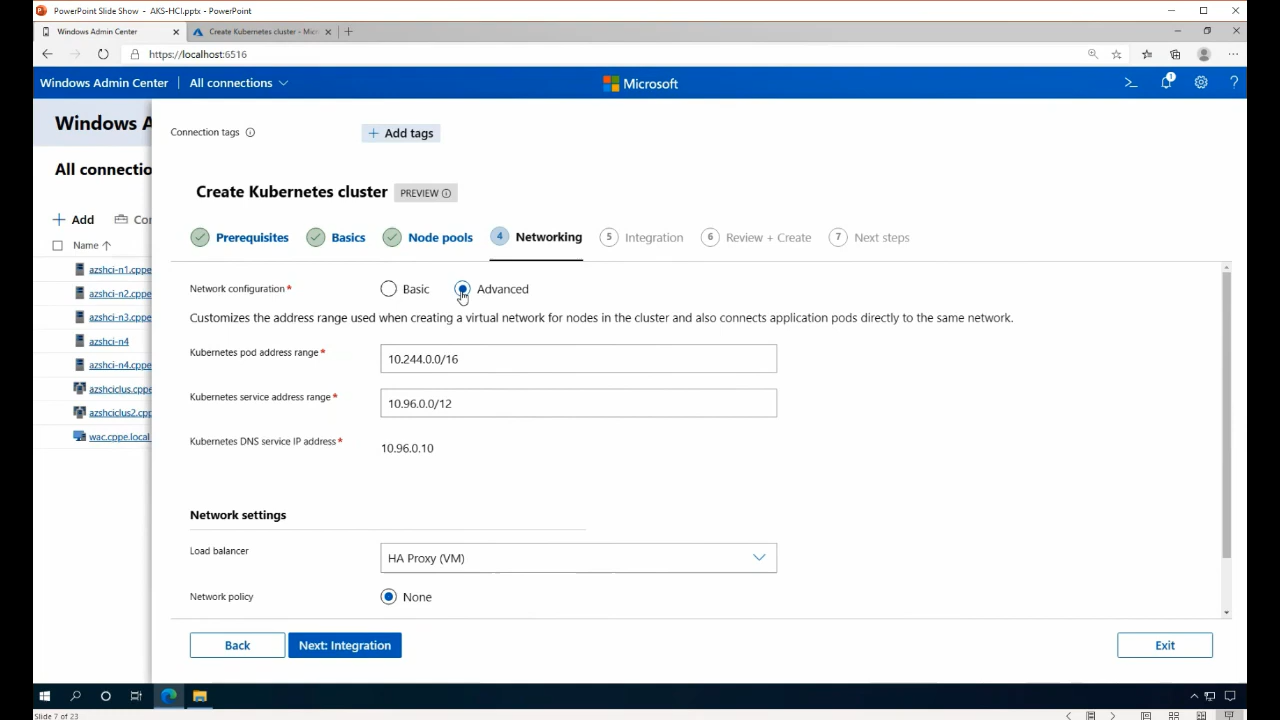 PowerPoint Slide Show - AKS-HCI.pptx - PowerPoint
Windows Admin Center
Create Kubernetes cluster - Micr
https://localhost:6516
Windows Admin Center
All connections
Microsoft
1
?
Windows A
Connection tags
Add tags
All connectio
Create Kubernetes cluster
PREVIEW
Add
Co
Prerequisites
Basics
Node pools
4 Networking
5 Integration
6 Review + Create
7 Next steps
Name
azshci-n1.cppe
azshci-n2.cppe
azshci-n3.cppe
azshci-n4
azshci-n4.cppe
azshciclus.cppe
azshciclus2.cpp
wac.cppe.local
Network configuration*
Basic
Advanced
Customizes the address range used when creating a virtual network for nodes in the cluster and also connects application pods directly to the same network.
Kubernetes pod address range*
10.244.0.0/16
Kubernetes service address range*
10.96.0.0/12
Kubernetes DNS service IP address*
10.96.0.10
Network settings
Load balancer
HA Proxy (VM)
Network policy
None
Back
Next: Integration
Exit
Slide 7 of 23